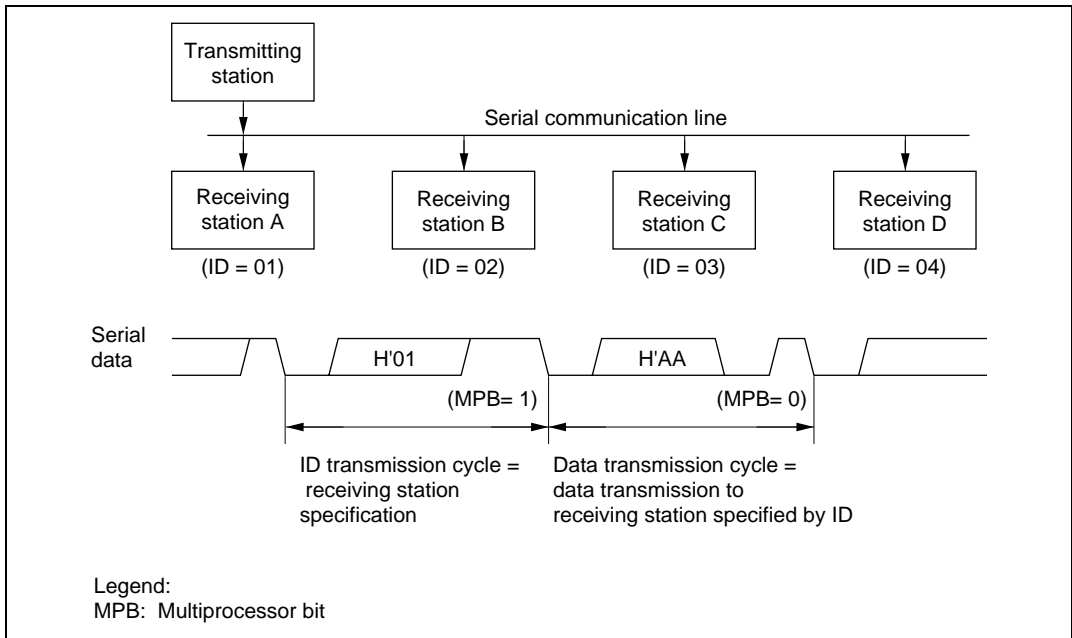 Transmitting
station
Serial communication line
Receiving
station A
Receiving
station B
Receiving
station C
Receiving
station D
(ID = 01)
(ID = 02)
(ID = 03)
(ID = 04)
Serial
data
H'01
H'AA
(MPB= 1)
(MPB= 0)
ID transmission cycle =
receiving station
specification
Data transmission cycle =
data transmission to
receiving station specified by ID
Legend:
MPB: Multiprocessor bit